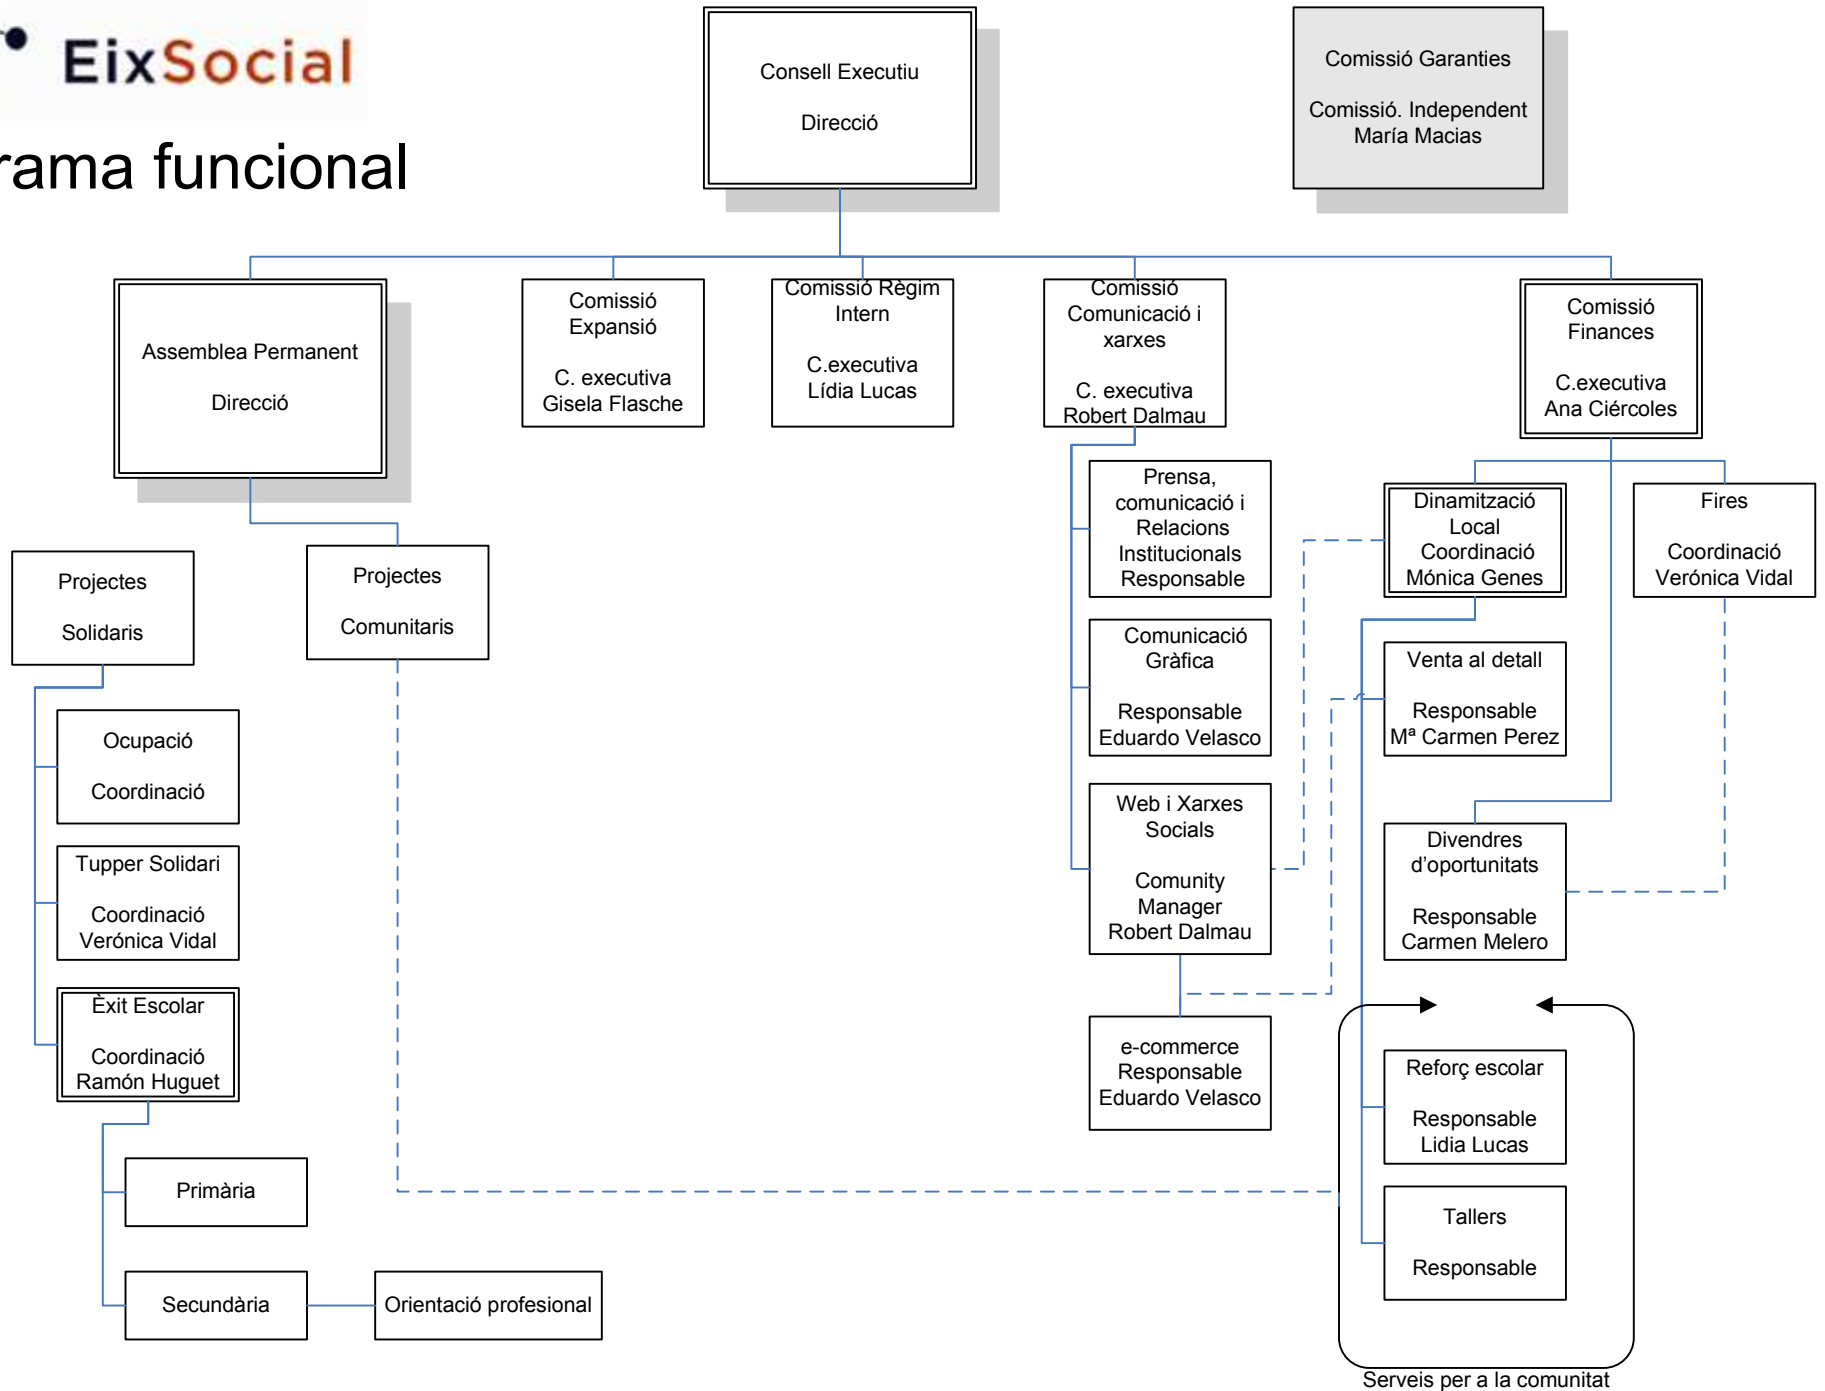 EixSocial
rama funcional
Consell Executiu
Direcció
Comissió Garanties
Comissió. Independent
María Macias
Assemblea Permanent
Direcció
Comissió
Expansió
C. executiva
Gisela Flasche
Comissió Règim
Intern
C.executiva
Lídia Lucas
Comissió
Comunicació i
xarxes
C. executiva
Robert Dalmau
Comissió
Finances
C.executiva
Ana Ciércoles
Prensa,
comunicació i
Relacions
Institucionals
Responsable
Dinamització
Local
Coordinació
Mónica Genes
Fires
Coordinació
Verónica Vidal
Projectes
Solidaris
Projectes
Comunitaris
Comunicació
Gràfica
Responsable
Eduardo Velasco
Venta al detall
Responsable
Mª Carmen Perez
Ocupació
Coordinació
Web i Xarxes
Socials
Comunity
Manager
Robert Dalmau
Divendres
d’oportunitats
Responsable
Carmen Melero
Tupper Solidari
Coordinació
Verónica Vidal
Èxit Escolar
Coordinació
Ramón Huguet
e-commerce
Responsable
Eduardo Velasco
Reforç escolar
Responsable
Lidia Lucas
Primària
Tallers
Responsable
Secundària
Orientació profesional
Serveis per a la comunitat